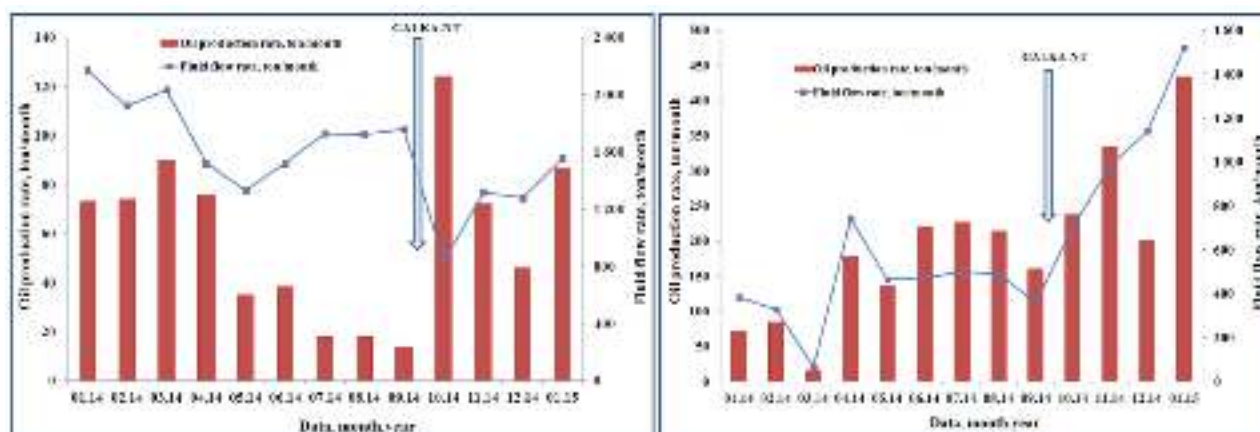 GALKA-NT
Oil production rate, ton/month
Fluid flow rate, ton/month
Oil production rate, ton/month
140
120
100
80
60
40
20
0
2 400
2 000
1 600
1 200
800
400
0
Fluid flow rate, ton/month
01.14 02.14 03.14 04.14 05.14 06.14 07.14 08.14 09.14 10.14 11.14 12.14 01.15
Data, month.year
GALKA-NT
Oil production rate, ton/month
Fluid flow rate, ton/month
Oil production rate, ton/month
500
450
400
350
300
250
200
150
100
50
0
1 600
1 400
1 200
1 000
800
600
400
200
0
Fluid flow rate, ton/month
01.14 02.14 03.14 04.14 05.14 06.14 07.14 08.14 09.14 10.14 11.14 12.14 01.15
Data, month.year